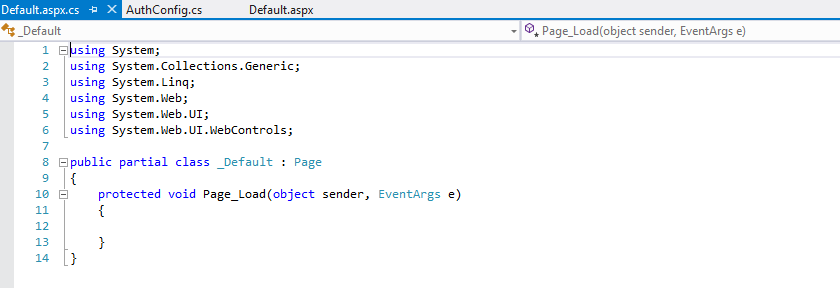 Default.aspx.cs AuthConfig.cs Default.aspx
_Default Page_Load(object sender, EventArgs e)
1 using System;
2 using System.Collections.Generic;
3 using System.Linq;
4 using System.Web;
5 using System.Web.UI;
6 using System.Web.UI.WebControls;
7
8 public partial class _Default : Page
9 {
10 protected void Page_Load(object sender, EventArgs e)
11 {
12
13 }
14 }